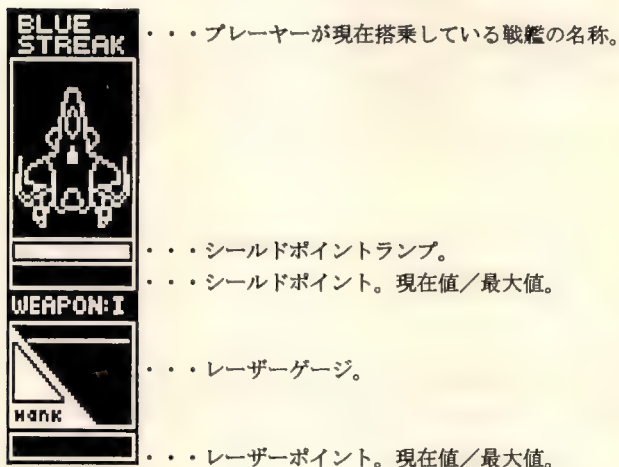 BLUE
STREAK
・・・プレーヤーが現在搭乗している戦艦の名称。
・・・シールドポイントランプ。
・・・シールドポイント。現在値／最大値。
WEAPON:I
・・・レーザーゲージ。
HanK
・・・レーザーポイント。現在値／最大値。